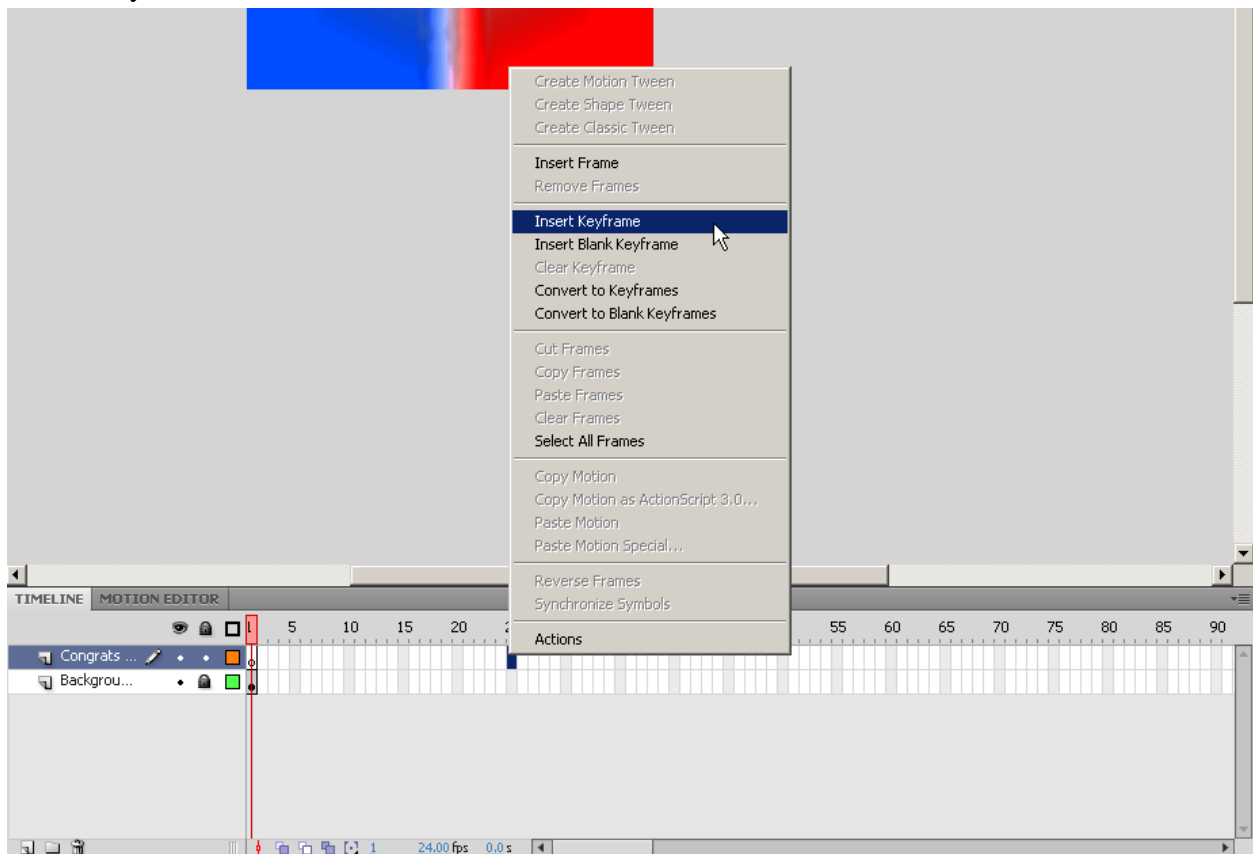 Create Motion Tween
Create Shape Tween
Create Classic Tween
Insert Frame
Remove Frames
Insert Keyframe
Insert Blank Keyframe
Clear Keyframe
Convert to Keyframes
Convert to Blank Keyframes
Cut Frames
Copy Frames
Paste Frames
Clear Frames
Select All Frames
Copy Motion
Copy Motion as ActionScript 3.0...
Paste Motion
Paste Motion Special...
Reverse Frames
Synchronize Symbols
Actions
TIMELINE MOTION EDITOR
5 10 15 20 55 60 65 70 75 80 85 90
Congrats ...
Backgrou...
1 24.00 fps 0.0 s